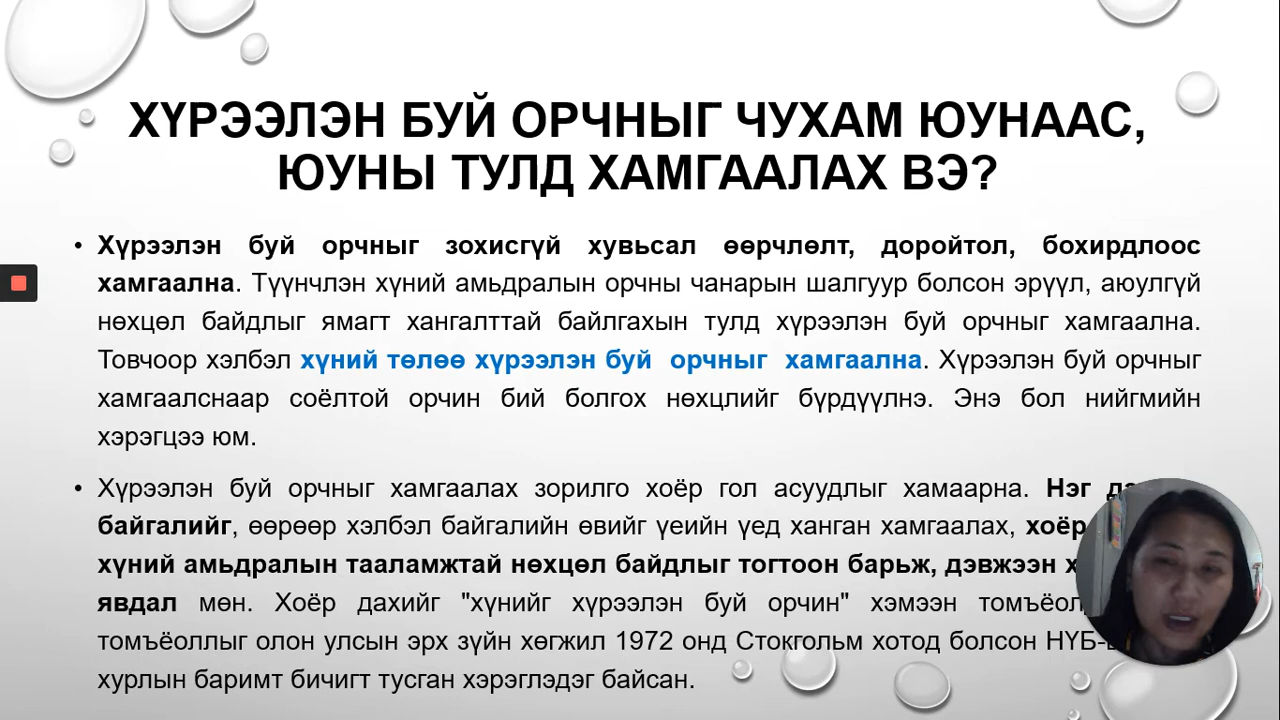 ХҮРЭЭЛЭН БУЙ ОРЧНЫГ ЧУХАМ ЮУНААС,
ЮУНЫ ТУЛД ХАМГААЛАХ ВЭ?
• Хүрээлэн буй орчныг зохисгүй хувьсал өөрчлөлт, доройтол, бохирдлоос
хамгаална. Түүнчлэн хүний амьдралын орчны чанарын шалгуур болсон эрүүл, аюулгүй
нөхцөл байдлыг ямагт хангалттай байлгахын тулд хүрээлэн буй орчныг хамгаална.
Товчоор хэлбэл хүний төлөө хүрээлэн буй орчныг хамгаална. Хүрээлэн буй орчныг
хамгаалснаар соёлтой орчин бий болгох нөхцлийг бүрдүүлнэ. Энэ бол нийгмийн
хэрэгцээ юм.
• Хүрээлэн буй орчныг хамгаалах зорилго хоёр гол асуудлыг хамаарна. Нэг
байгалийг, өөрөөр хэлбэл байгалийн өвийг үеийн үед ханган хамгаалах, хоёр
хүний амьдралын тааламжтай нөхцөл байдлыг тогтоон барьж, дэвжээн
явдал мөн. Хоёр дахийг "хүнийг хүрээлэн буй орчин" хэмээн
томъёоллыг олон улсын эрх зүйн хөгжил 1972 онд Стокгольм хотод болсон
хурлын баримт бичигт тусган хэрэглэдэг байсан.